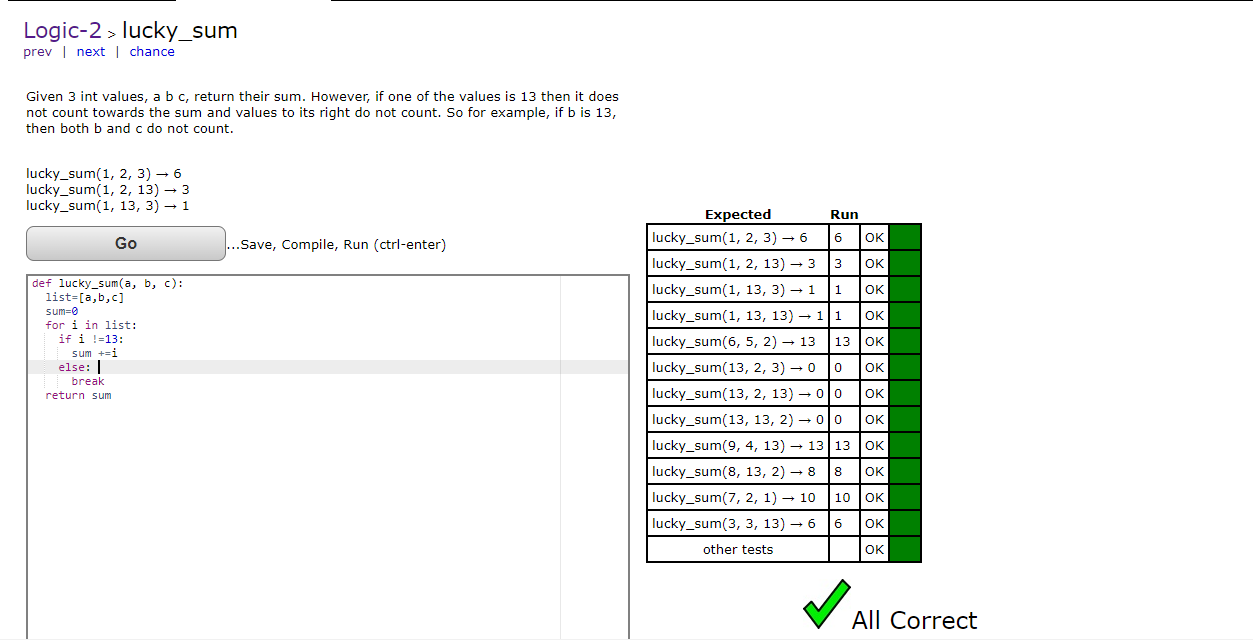 Logic-2 > lucky_sum
prev | next | chance
Given 3 int values, a b c, return their sum. However, if one of the values is 13 then it does
not count towards the sum and values to its right do not count. So for example, if b is 13,
then both b and c do not count.
lucky_sum(1, 2, 3) → 6
lucky_sum(1, 2, 13) → 3
lucky_sum(1, 13, 3) → 1
Go ...Save, Compile, Run (ctrl-enter)
def lucky_sum(a, b, c):
  list=[a,b,c]
  sum=0
  for i in list:
    if i !=13:
      sum +=i
    else:
      break
  return sum
Expected Run
lucky_sum(1, 2, 3) → 6 6 OK
lucky_sum(1, 2, 13) → 3 3 OK
lucky_sum(1, 13, 3) → 1 1 OK
lucky_sum(1, 13, 13) → 1 1 OK
lucky_sum(6, 5, 2) → 13 13 OK
lucky_sum(13, 2, 3) → 0 0 OK
lucky_sum(13, 2, 13) → 0 0 OK
lucky_sum(13, 13, 2) → 0 0 OK
lucky_sum(9, 4, 13) → 13 13 OK
lucky_sum(8, 13, 2) → 8 8 OK
lucky_sum(7, 2, 1) → 10 10 OK
lucky_sum(3, 3, 13) → 6 6 OK
other tests OK
All Correct